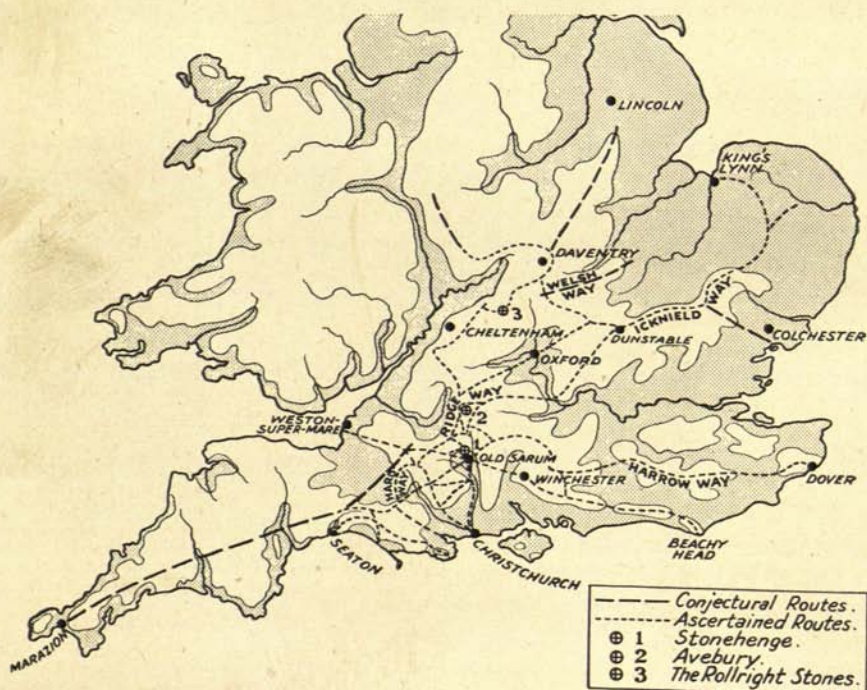 LINCOLN
KING'S
LYNN
DAVENTRY
WELSH
WAY
3
ICKNIELD WAY
CHELTENHAM
DUNSTABLE
COLCHESTER
OXFORD
RIDGE WAY
2
WESTON-
SUPER-MARE
1
OLD SARUM
HARD
WAY
WINCHESTER
HARROW WAY
DOVER
SEATON
CHRISTCHURCH
BEACHY
HEAD
MARAZION
Conjectural Routes.
Ascertained Routes.
1 Stonehenge.
2 Avebury.
3 The Rollright Stones.